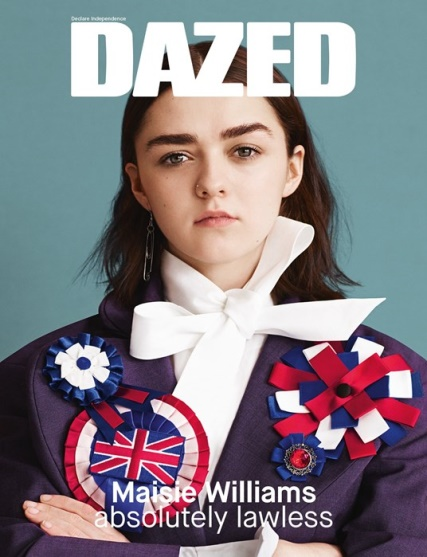 Declare Independence
DAZED
Maisie Williams
absolutely lawless